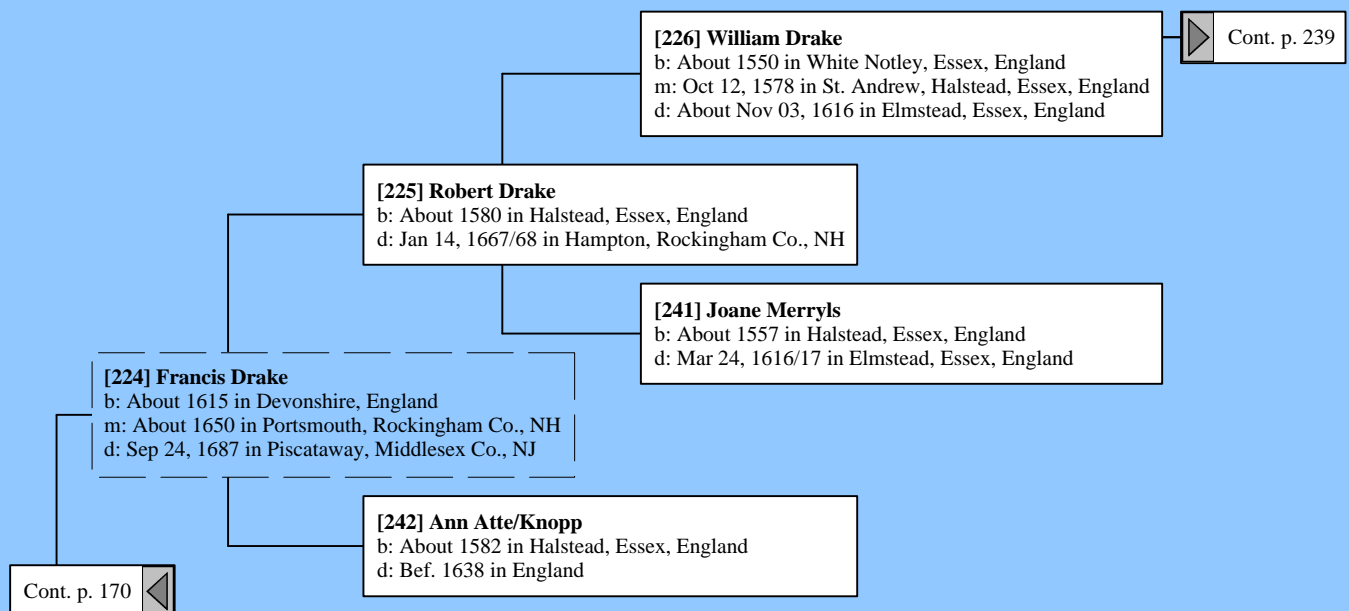 [226] William Drake
b: About 1550 in White Notley, Essex, England
m: Oct 12, 1578 in St. Andrew, Halstead, Essex, England
d: About Nov 03, 1616 in Elmstead, Essex, England
Cont. p. 239
[225] Robert Drake
b: About 1580 in Halstead, Essex, England
d: Jan 14, 1667/68 in Hampton, Rockingham Co., NH
[241] Joane Merryls
b: About 1557 in Halstead, Essex, England
d: Mar 24, 1616/17 in Elmstead, Essex, England
[224] Francis Drake
b: About 1615 in Devonshire, England
m: About 1650 in Portsmouth, Rockingham Co., NH
d: Sep 24, 1687 in Piscataway, Middlesex Co., NJ
[242] Ann Atte/Knopp
b: About 1582 in Halstead, Essex, England
d: Bef. 1638 in England
Cont. p. 170